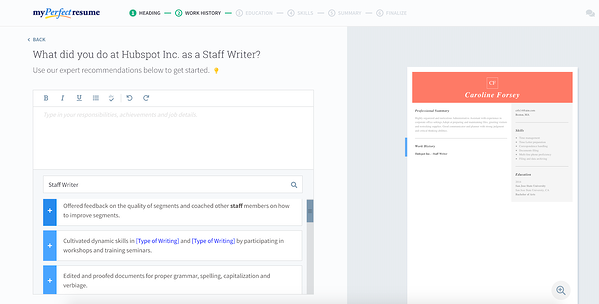 myPerfectresume
1 HEADING
2 WORK HISTORY
3 EDUCATION
4 SKILLS
5 SUMMARY
6 FINALIZE
BACK
What did you do at Hubspot Inc. as a Staff Writer?
Use our expert recommendations below to get started.
B I U
Type in your responsibilities, achievements and job details.
Staff Writer
Offered feedback on the quality of segments and coached other staff members on how
to improve segments.
Cultivated dynamic skills in [Type of Writing] and [Type of Writing] by participating in
workshops and training seminars.
Edited and proofed documents for proper grammar, spelling, capitalization and
verbiage.
CF
Caroline Forsey
Professional Summary
Work History
Hubspot Inc. - Staff Writer
Skills
Education